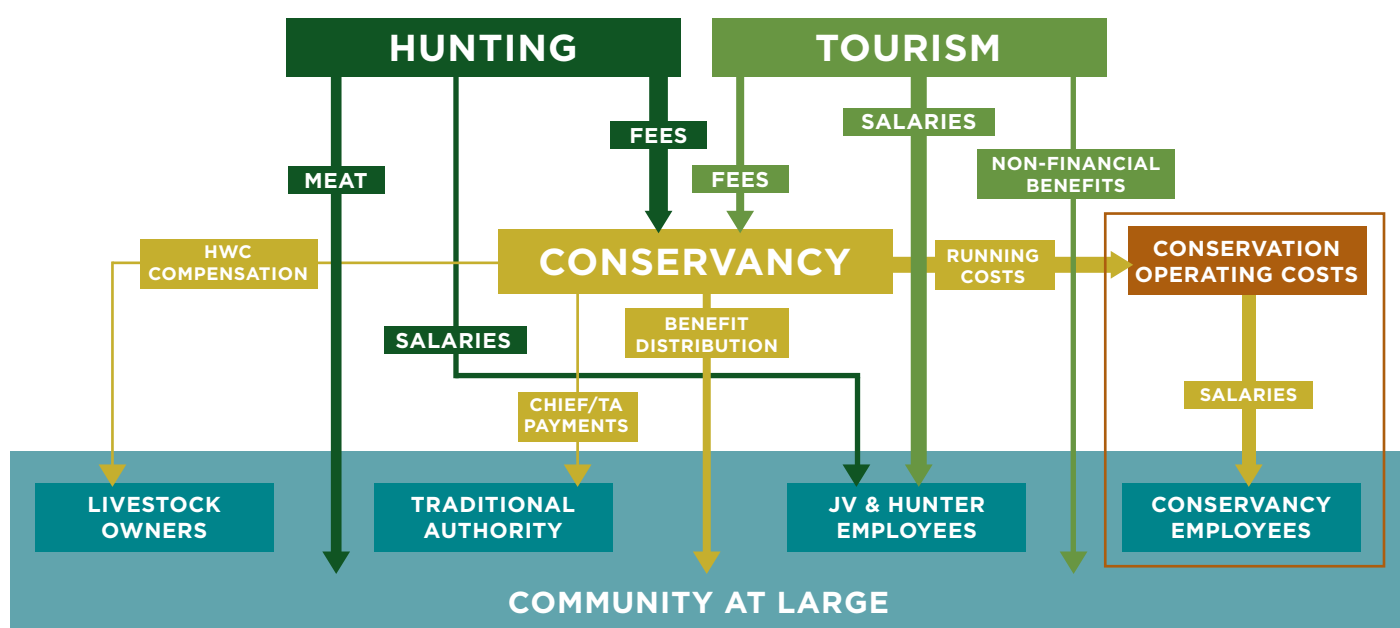 HUNTING
TOURISM
SALARIES
FEES
MEAT
FEES
NON-FINANCIAL
BENEFITS
HWC
COMPENSATION
CONSERVANCY
RUNNING
COSTS
CONSERVATION
OPERATING COSTS
SALARIES
BENEFIT
DISTRIBUTION
CHIEF/TA
PAYMENTS
SALARIES
LIVESTOCK
OWNERS
TRADITIONAL
AUTHORITY
JV & HUNTER
EMPLOYEES
CONSERVANCY
EMPLOYEES
COMMUNITY AT LARGE